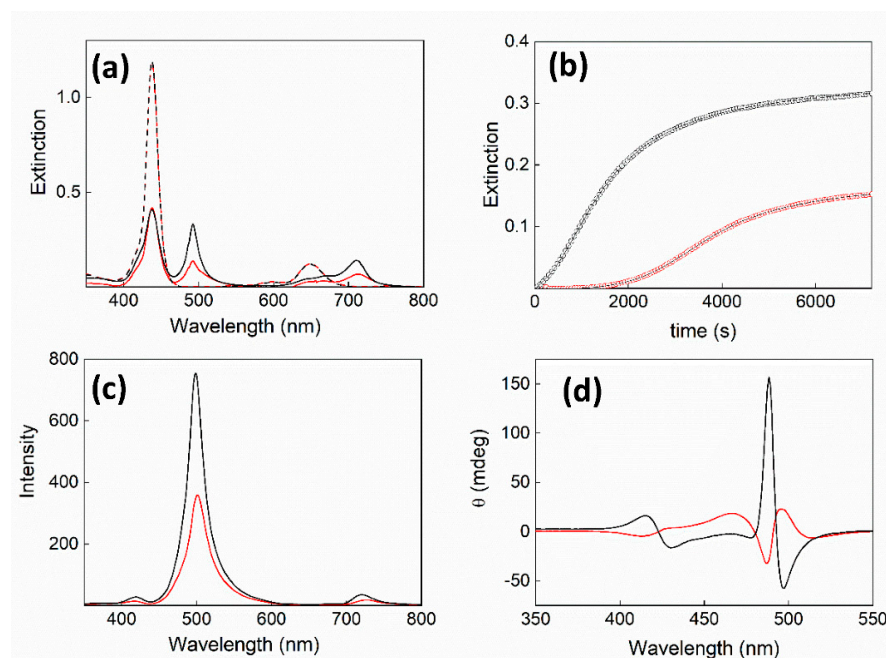 (a)
1.0
0.5
Extinction
400 500 600 700 800
Wavelength (nm)
(b)
0.4
0.3
0.2
0.1
Extinction
0 2000 4000 6000
time (s)
(c)
800
600
400
200
Intensity
400 500 600 700 800
Wavelength (nm)
(d)
150
100
50
0
-50
θ (mdeg)
350 400 450 500 550
Wavelength (nm)